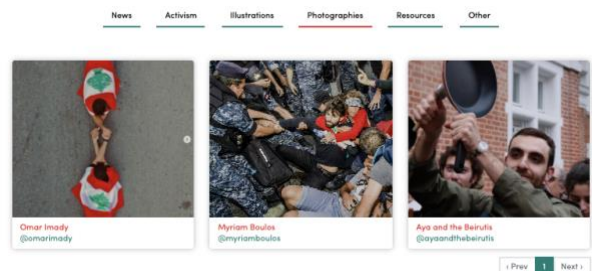 News Activism Illustrations Photographies Resources Other
Omar Imady
@omarimady
Myriam Boulos
@myriamboulos
Aya and the Beirutis
@ayaandthebeirutis
‹ Prev 1 Next ›